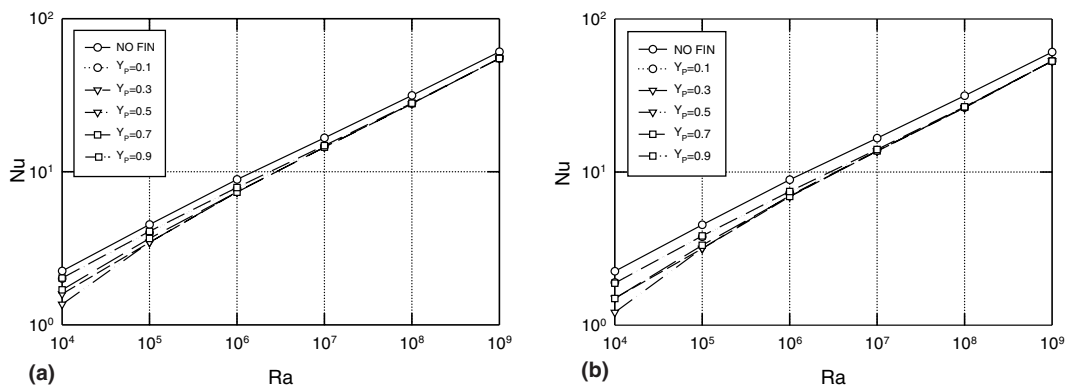 10²
NO FIN
Y_P=0.1
Y_P=0.3
Y_P=0.5
Y_P=0.7
Y_P=0.9
Nu
10¹
10⁰
10⁴ 10⁵ 10⁶ 10⁷ 10⁸ 10⁹
(a)
Ra
10²
NO FIN
Y_P=0.1
Y_P=0.3
Y_P=0.5
Y_P=0.7
Y_P=0.9
Nu
10¹
10⁰
10⁴ 10⁵ 10⁶ 10⁷ 10⁸ 10⁹
(b)
Ra